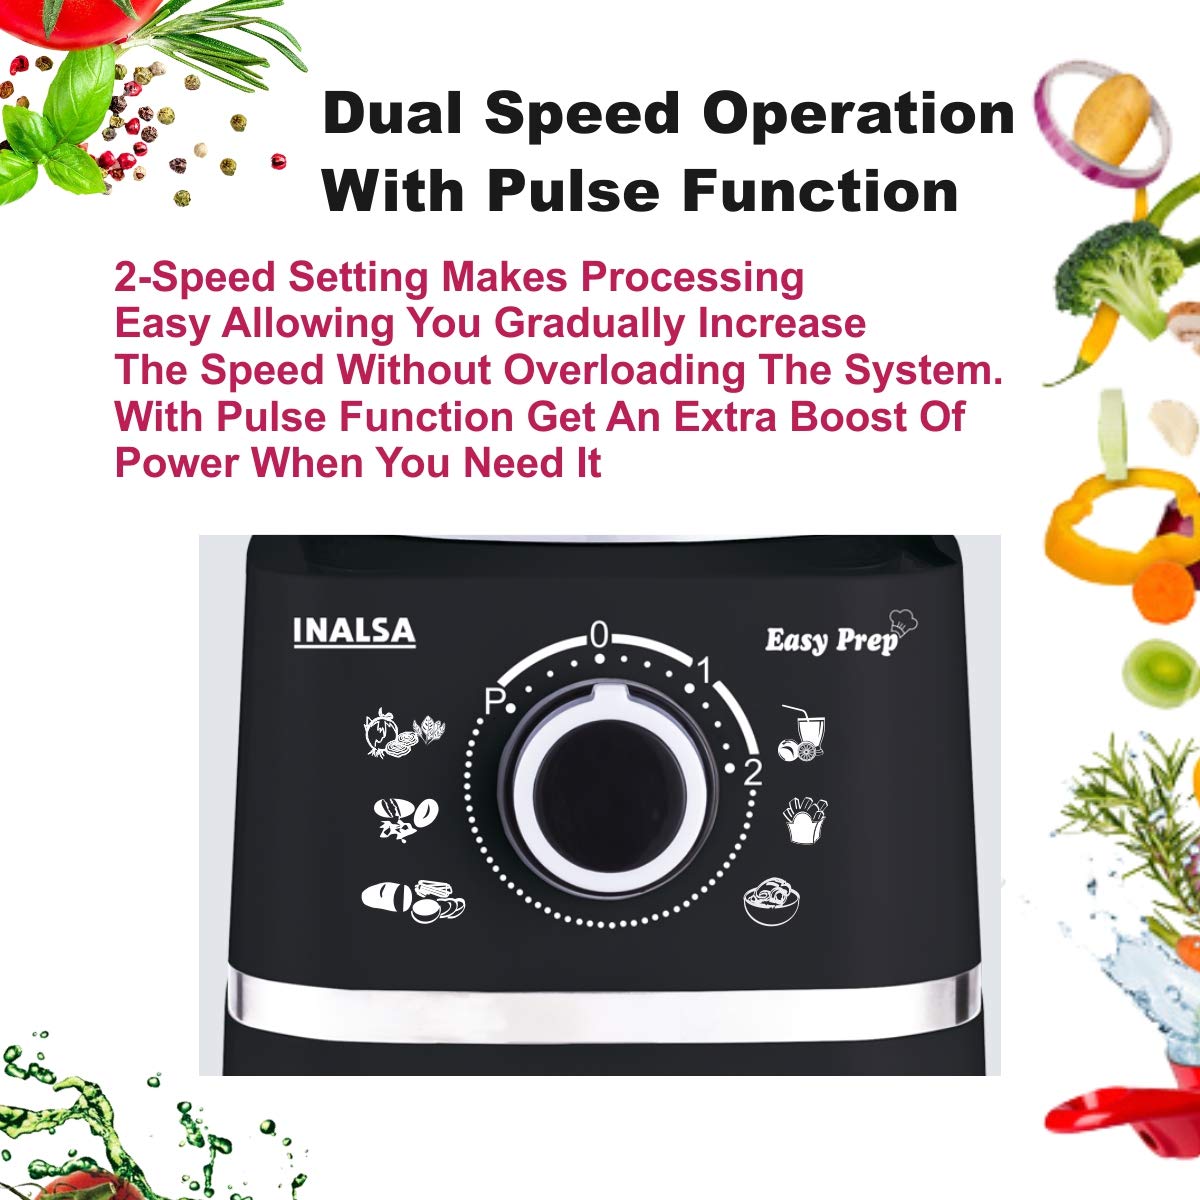 Dual Speed Operation
With Pulse Function
2-Speed Setting Makes Processing
Easy Allowing You Gradually Increase
The Speed Without Overloading The System.
With Pulse Function Get An Extra Boost Of
Power When You Need It
INALSA
Easy Prep
P 0 1 2